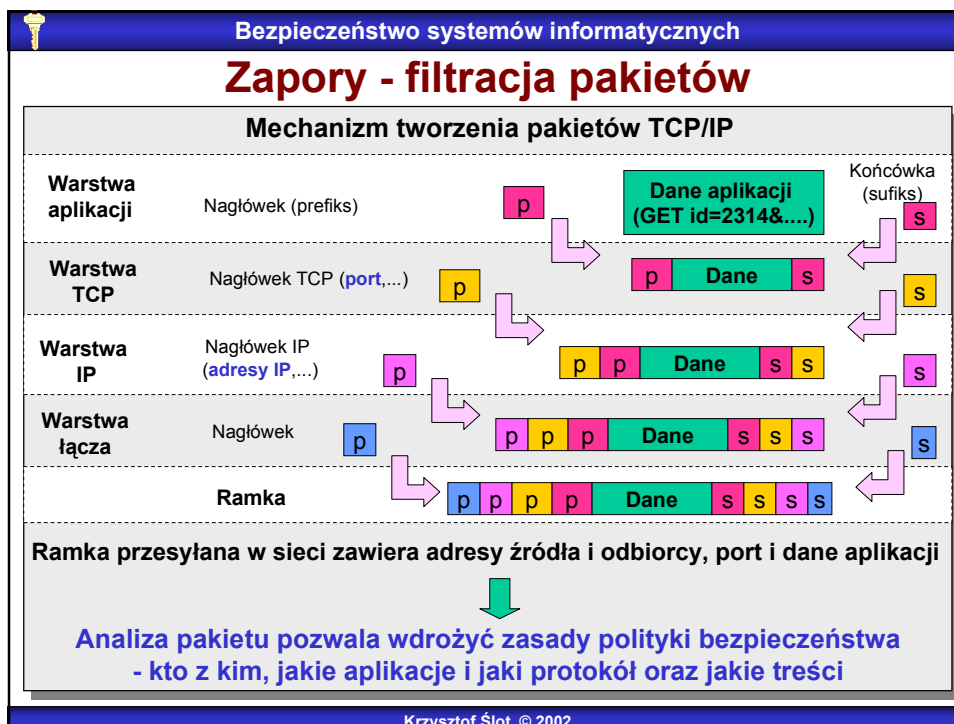 Bezpieczeństwo systemów informatycznych
Zapory - filtracja pakietów
Mechanizm tworzenia pakietów TCP/IP
Warstwa
aplikacji
Nagłówek (prefiks)
p
Dane aplikacji
(GET id=2314&....)
Końcówka
(sufiks)
s
Warstwa
TCP
Nagłówek TCP (port,...)
p
p Dane s
s
Warstwa
IP
Nagłówek IP
(adresy IP,...)
p
p p Dane s s
s
Warstwa
łącza
Nagłówek
p
p p p Dane s s s
s
Ramka
p p p p Dane s s s s
Ramka przesyłana w sieci zawiera adresy źródła i odbiorcy, port i dane aplikacji
Analiza pakietu pozwala wdrożyć zasady polityki bezpieczeństwa
- kto z kim, jakie aplikacje i jaki protokół oraz jakie treści
Krzysztof Ślot, © 2002